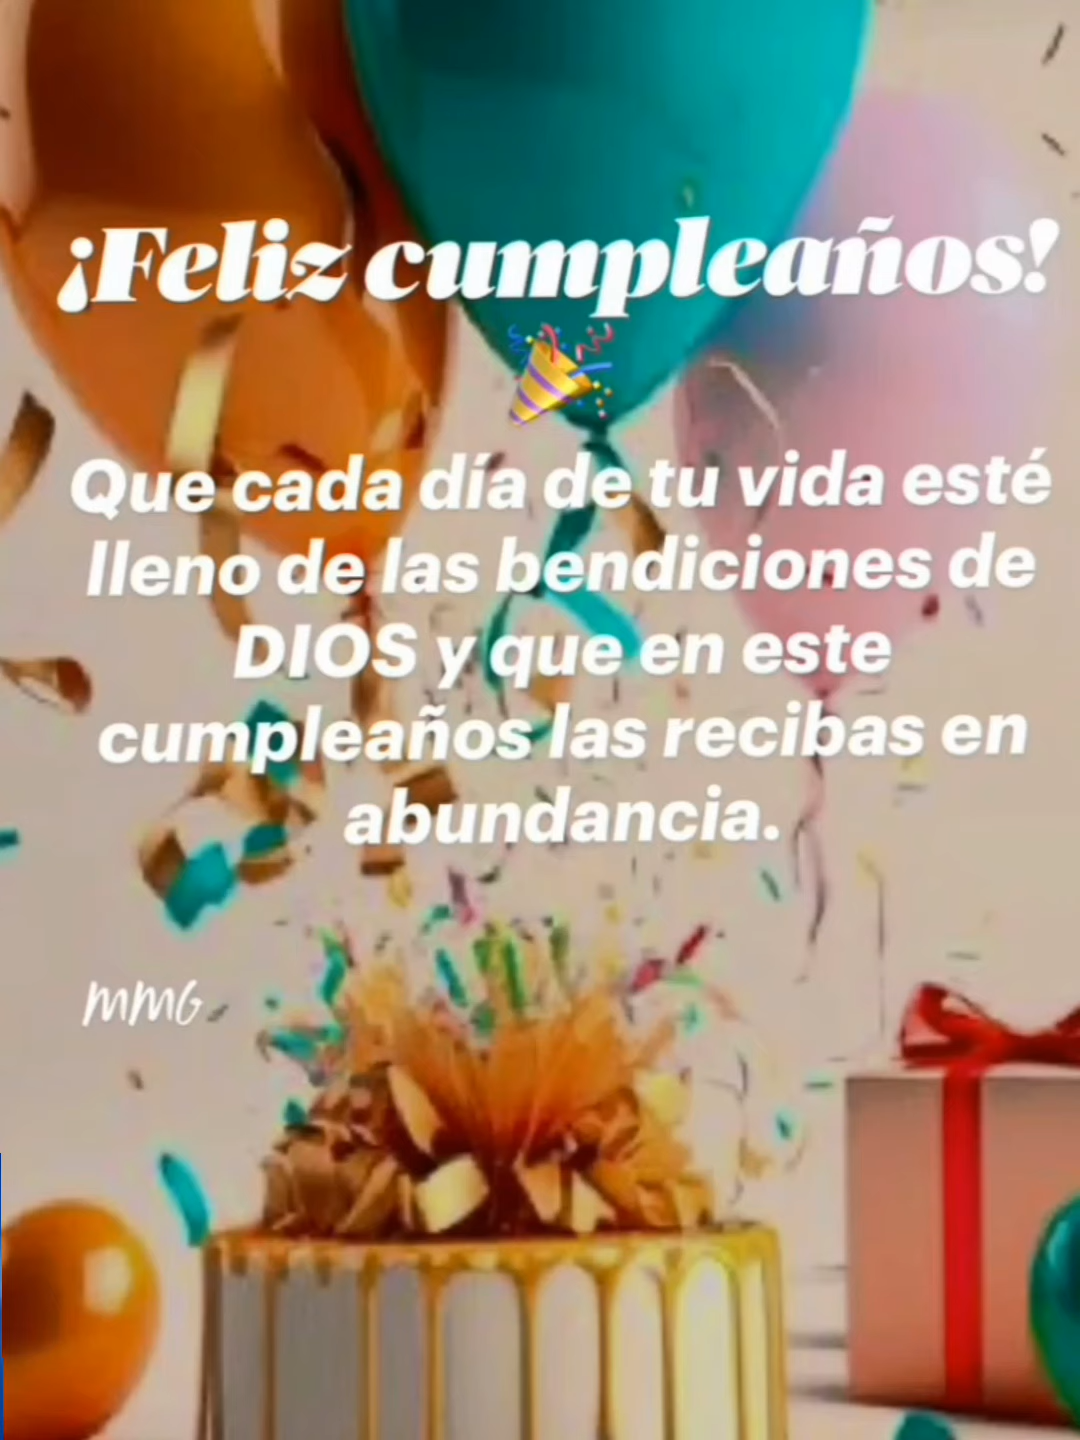 ¡Feliz cumpleaños!
🎉
Que cada día de tu vida esté
lleno de las bendiciones de
DIOS y que en este
cumpleaños las recibas en
abundancia.
MMG